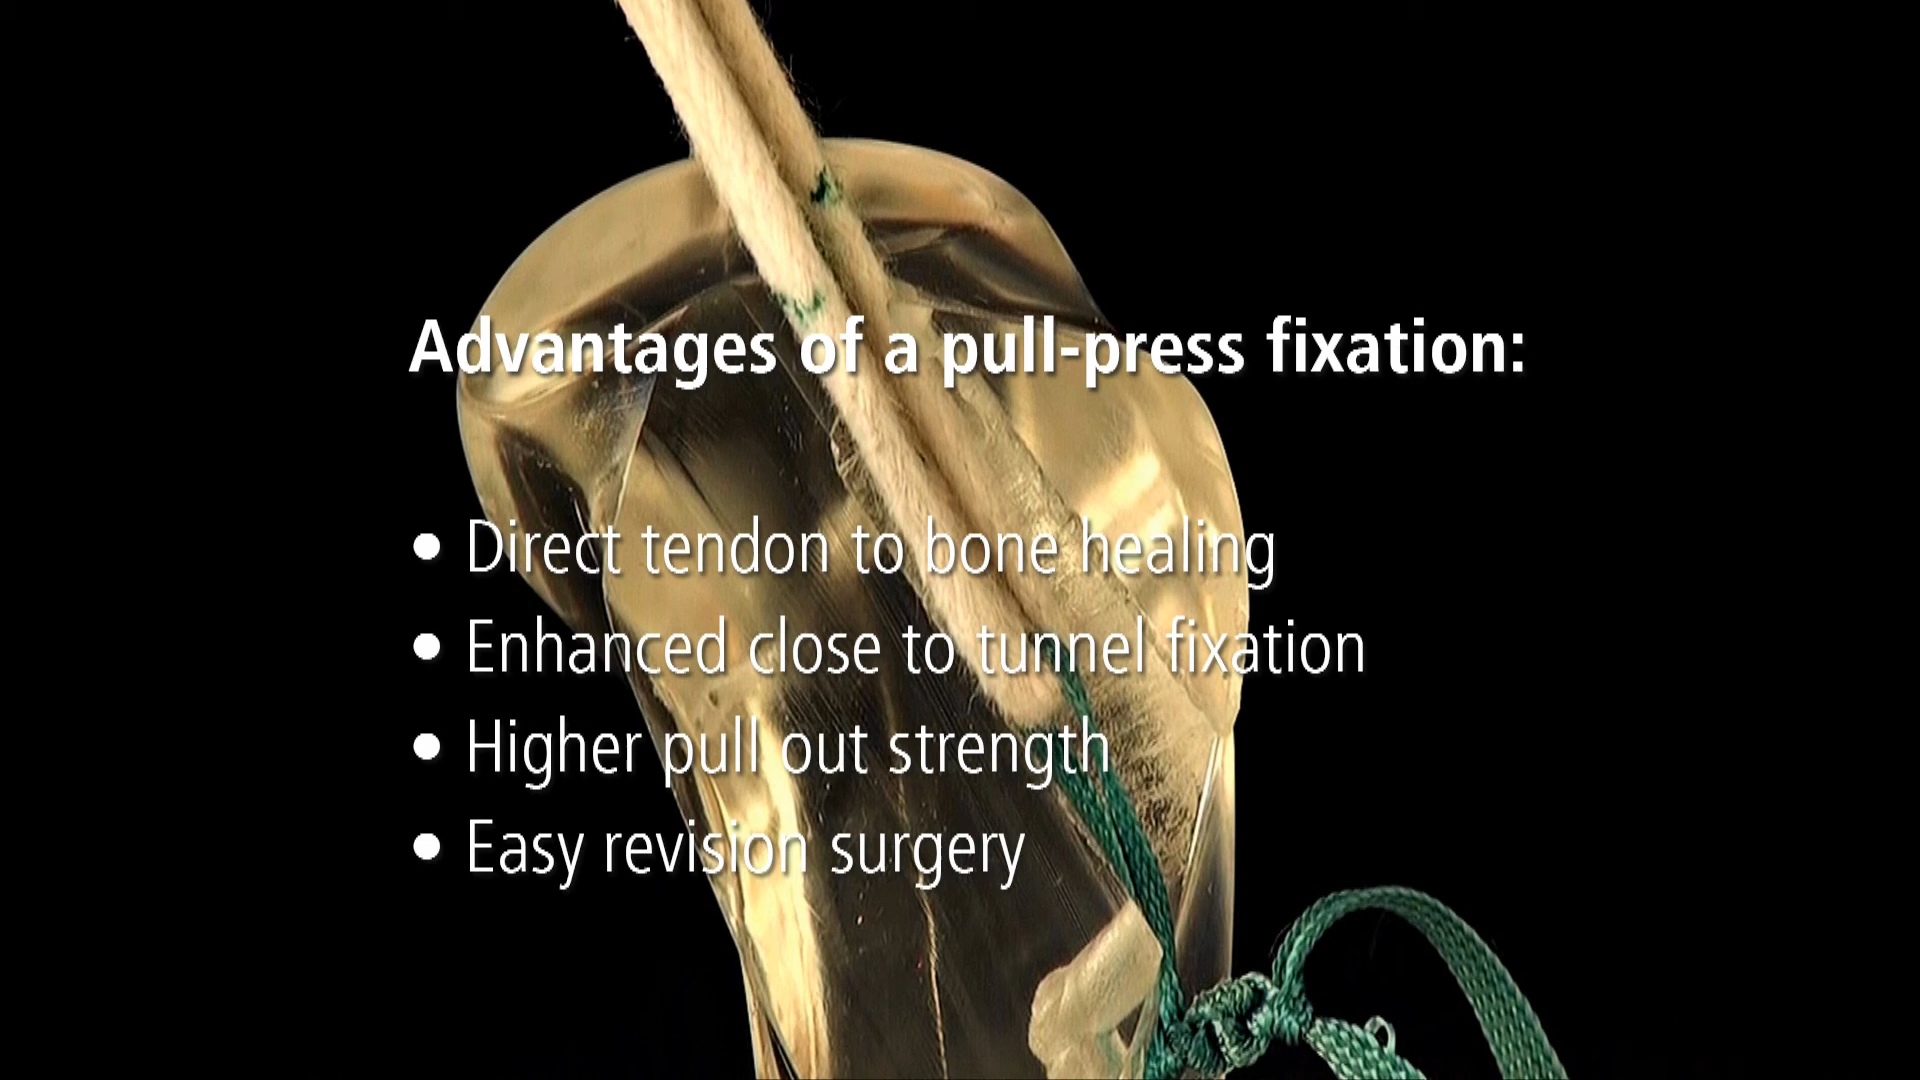 Advantages of a pull-press fixation:
• Direct tendon to bone healing
• Enhanced close to tunnel fixation
• Higher pull out strength
• Easy revision surgery